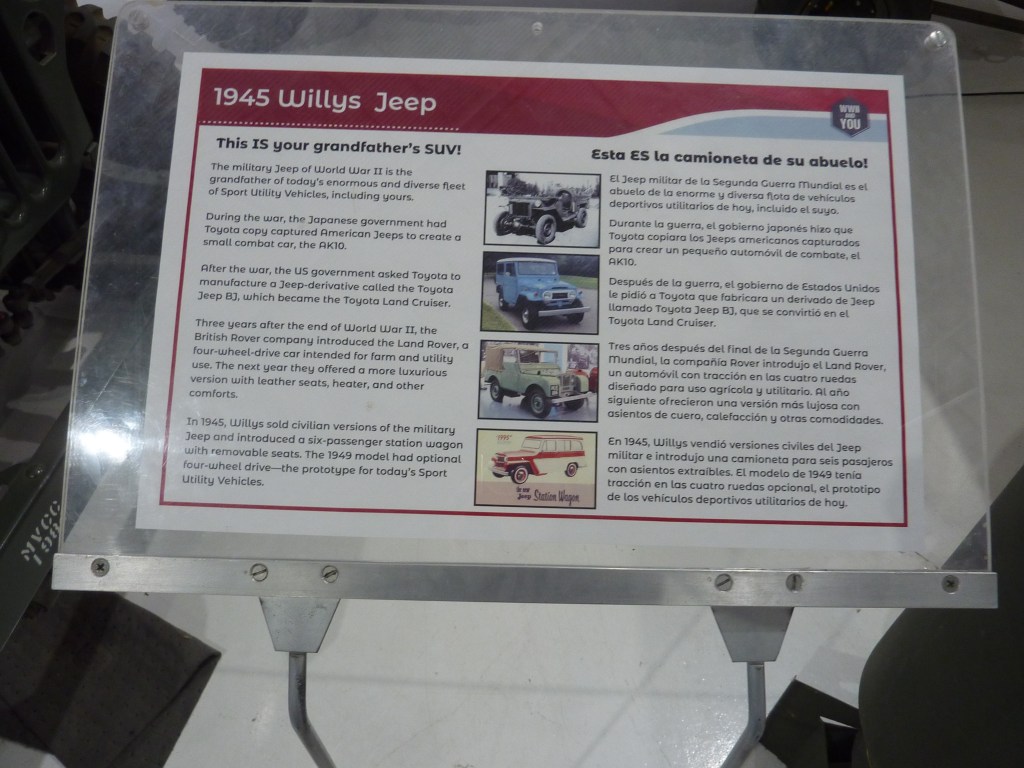 1945 Willys Jeep
WWII
AND
YOU
This IS your grandfather's SUV!
The military Jeep of World War II is the
grandfather of today's enormous and diverse fleet
of Sport Utility Vehicles, including yours.
During the war, the Japanese government had
Toyota copy captured American Jeeps to create a
small combat car, the AK10.
After the war, the US government asked Toyota to
manufacture a Jeep-derivative called the Toyota
Jeep BJ, which became the Toyota Land Cruiser.
Three years after the end of World War II, the
British Rover company introduced the Land Rover, a
four-wheel-drive car intended for farm and utility
use. The next year they offered a more luxurious
version with leather seats, heater, and other
comforts.
In 1945, Willys sold civilian versions of the military
Jeep and introduced a six-passenger station wagon
with removable seats. The 1949 model had optional
four-wheel drive—the prototype for today's Sport
Utility Vehicles.
Station Wagon
Esta ES la camioneta de su abuelo!
El Jeep militar de la Segunda Guerra Mundial es el
abuelo de la enorme y diversa flota de vehículos
deportivos utilitarios de hoy, incluido el suyo.
Durante la guerra, el gobierno japonés hizo que
Toyota copiara los Jeeps americanos capturados
para crear un pequeño automóvil de combate, el
AK10.
Después de la guerra, el gobierno de Estados Unidos
le pidió a Toyota que fabricara un derivado de Jeep
llamado Toyota Jeep BJ, que se convirtió en el
Toyota Land Cruiser.
Tres años después del final de la Segunda Guerra
Mundial, la compañía Rover introdujo el Land Rover,
un automóvil con tracción en las cuatro ruedas
diseñado para uso agrícola y utilitario. Al año
siguiente ofrecieron una versión más lujosa con
asientos de cuero, calefacción y otras comodidades.
En 1945, Willys vendió versiones civiles del Jeep
militar e introdujo una camioneta para seis pasajeros
con asientos extraíbles. El modelo de 1949 tenía
tracción en las cuatro ruedas opcional, el prototipo
de los vehículos deportivos utilitarios de hoy.
MVCC